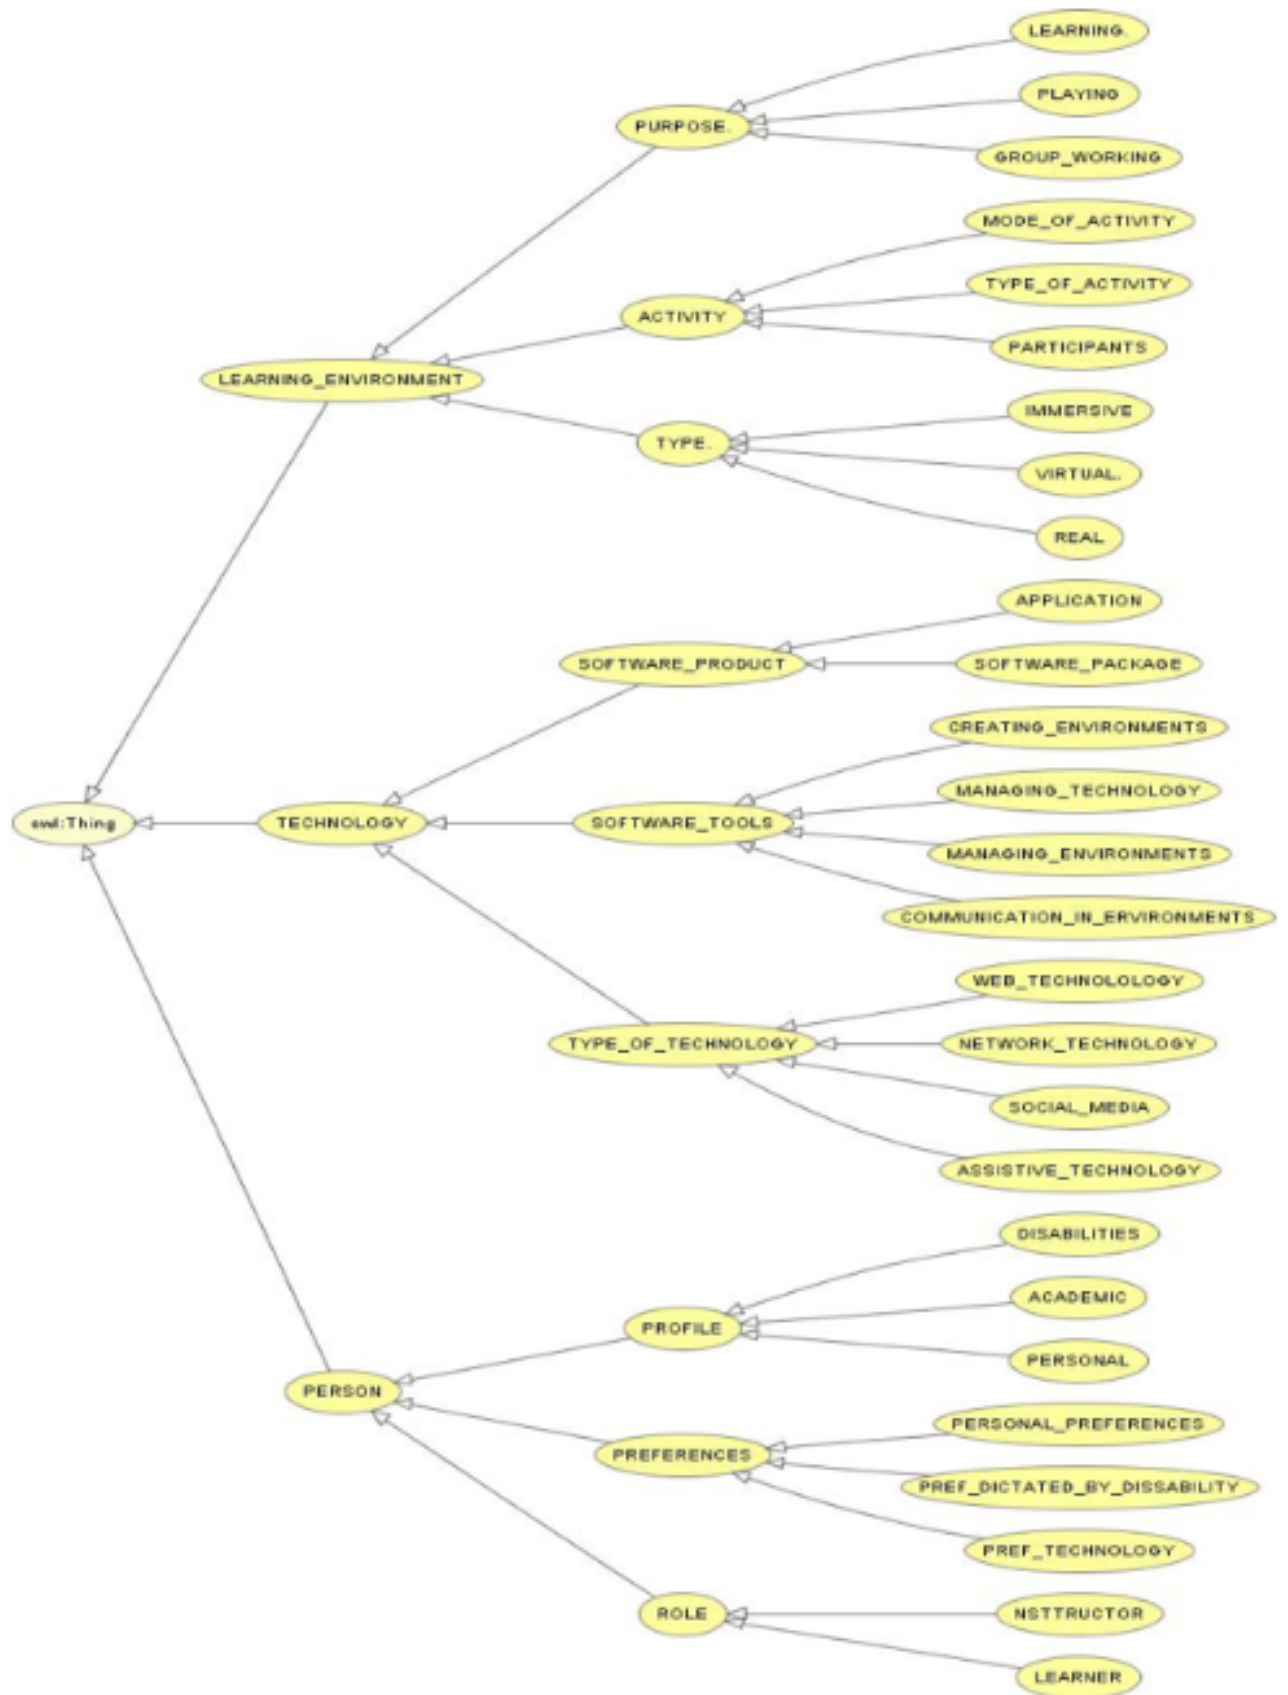 LEARNING.
PLAYING
PURPOSE.
GROUP_WORKING
MODE_OF_ACTIVITY
TYPE_OF_ACTIVITY
ACTIVITY
PARTICIPANTS
LEARNING_ENVIRONMENT
IMMERSIVE
TYPE.
VIRTUAL.
REAL
APPLICATION
SOFTWARE_PRODUCT
SOFTWARE_PACKAGE
CREATING_ENVIRONMENTS
MANAGING_TECHNOLOGY
owl:Thing
TECHNOLOGY
SOFTWARE_TOOLS
MANAGING_ENVIRONMENTS
COMMUNICATION_IN_ERVIRONMENTS
WEB_TECHNOLOLOGY
TYPE_OF_TECHNOLOGY
NETWORK_TECHNOLOGY
SOCIAL_MEDIA
ASSISTIVE_TECHNOLOGY
DISABILITIES
ACADEMIC
PROFILE
PERSONAL
PERSON
PERSONAL_PREFERENCES
PREFERENCES
PREF_DICTATED_BY_DISSABILITY
PREF_TECHNOLOGY
ROLE
NSTTRUCTOR
LEARNER